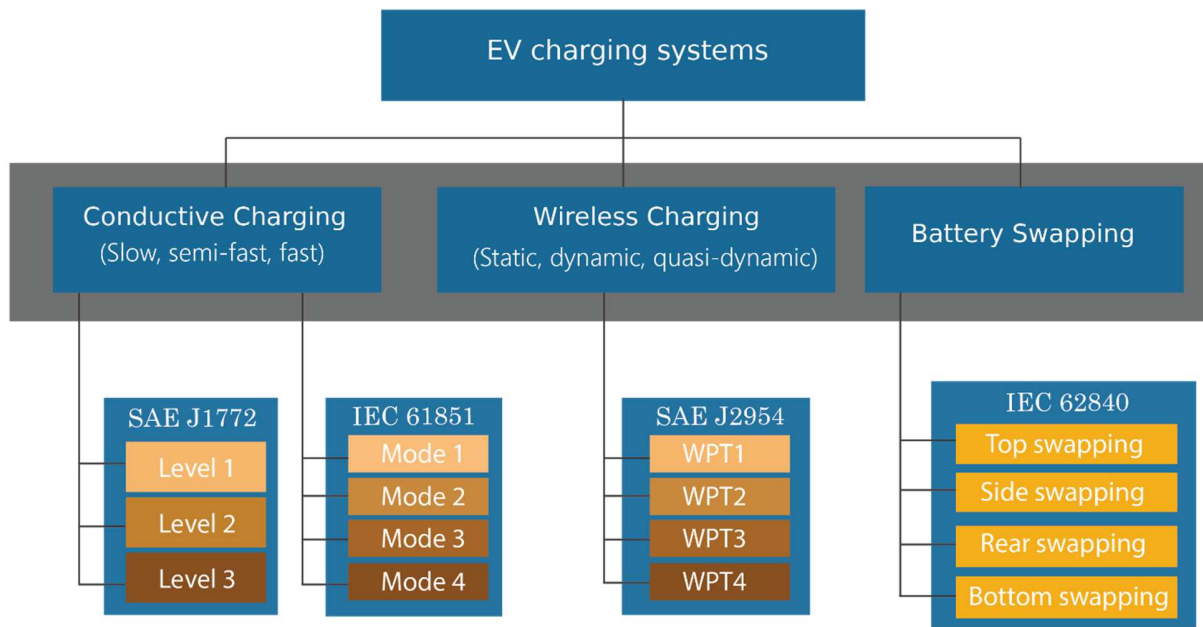 EV charging systems
Conductive Charging
(Slow, semi-fast, fast)
Wireless Charging
(Static, dynamic, quasi-dynamic)
Battery Swapping
SAE J1772
Level 1
Level 2
Level 3
IEC 61851
Mode 1
Mode 2
Mode 3
Mode 4
SAE J2954
WPT1
WPT2
WPT3
WPT4
IEC 62840
Top swapping
Side swapping
Rear swapping
Bottom swapping